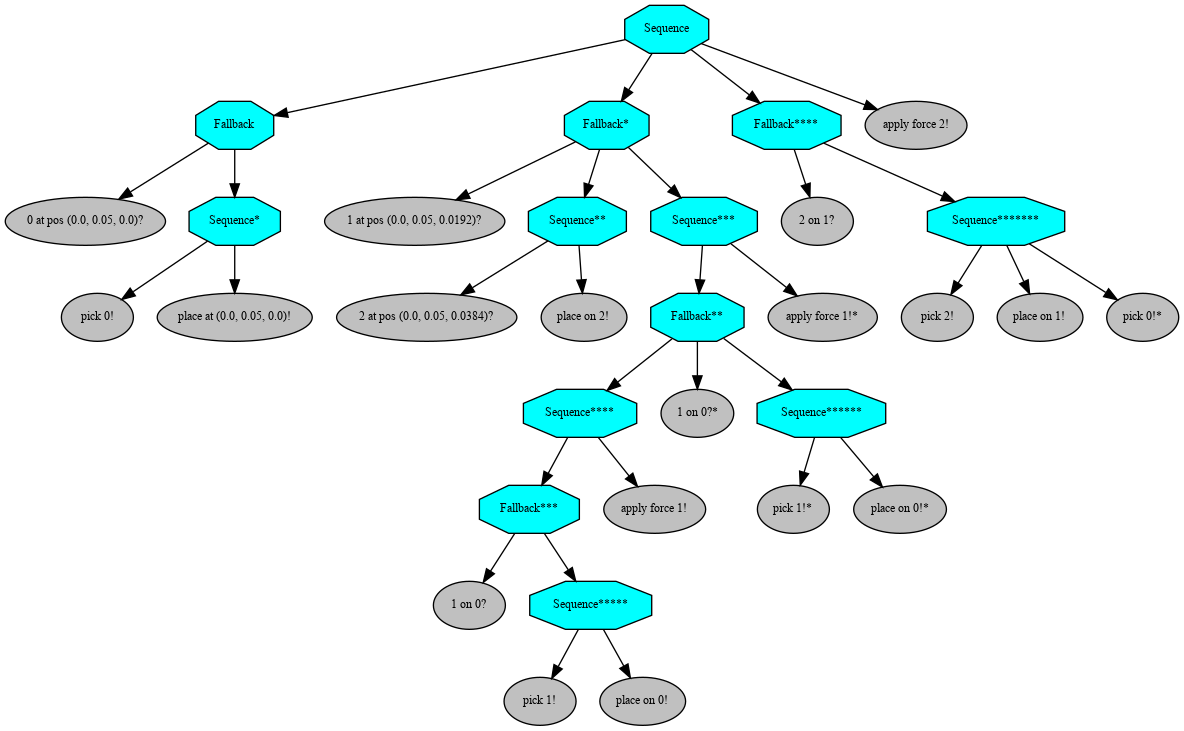 Sequence
Fallback
Fallback*
Fallback****
apply force 2!
0 at pos (0.0, 0.05, 0.0)?
Sequence*
1 at pos (0.0, 0.05, 0.0192)?
Sequence**
Sequence***
2 on 1?
Sequence*******
pick 0!
place at (0.0, 0.05, 0.0)!
2 at pos (0.0, 0.05, 0.0384)?
place on 2!
Fallback**
apply force 1!*
pick 2!
place on 1!
pick 0!*
Sequence****
1 on 0?*
Sequence******
Fallback***
apply force 1!
pick 1!*
place on 0!*
1 on 0?
Sequence*****
pick 1!
place on 0!